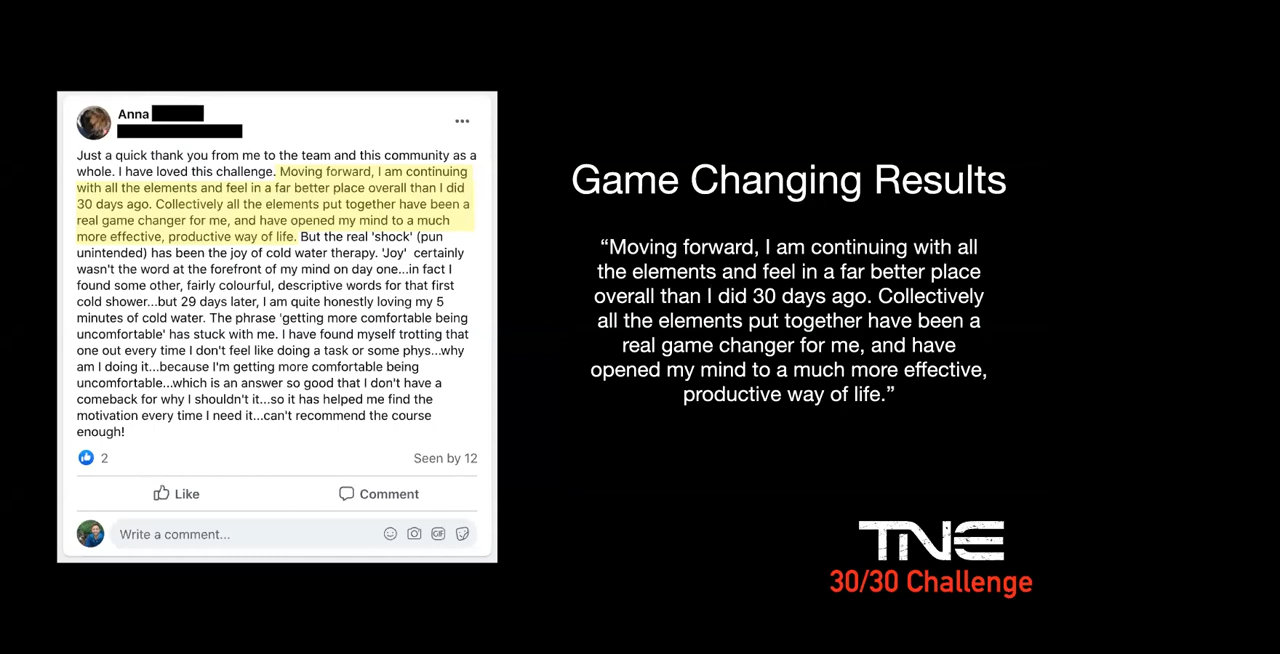 Anna
Just a quick thank you from me to the team and this community as a
whole. I have loved this challenge. Moving forward, I am continuing
with all the elements and feel in a far better place overall than I did
30 days ago. Collectively all the elements put together have been a
real game changer for me, and have opened my mind to a much
more effective, productive way of life. But the real 'shock' (pun
unintended) has been the joy of cold water therapy. 'Joy'  certainly
wasn't the word at the forefront of my mind on day one...in fact I
found some other, fairly colourful, descriptive words for that first
cold shower...but 29 days later, I am quite honestly loving my 5
minutes of cold water. The phrase 'getting more comfortable being
uncomfortable' has stuck with me. I have found myself trotting that
one out every time I don't feel like doing a task or some phys...why
am I doing it...because I'm getting more comfortable being
uncomfortable...which is an answer so good that I don't have a
comeback for why I shouldn't it...so it has helped me find the
motivation every time I need it...can't recommend the course
enough!
2
Seen by 12
Like
Comment
Write a comment...
GIF
Game Changing Results
“Moving forward, I am continuing with all
the elements and feel in a far better place
overall than I did 30 days ago. Collectively
all the elements put together have been a
real game changer for me, and have
opened my mind to a much more effective,
productive way of life.”
TNE
30/30 Challenge